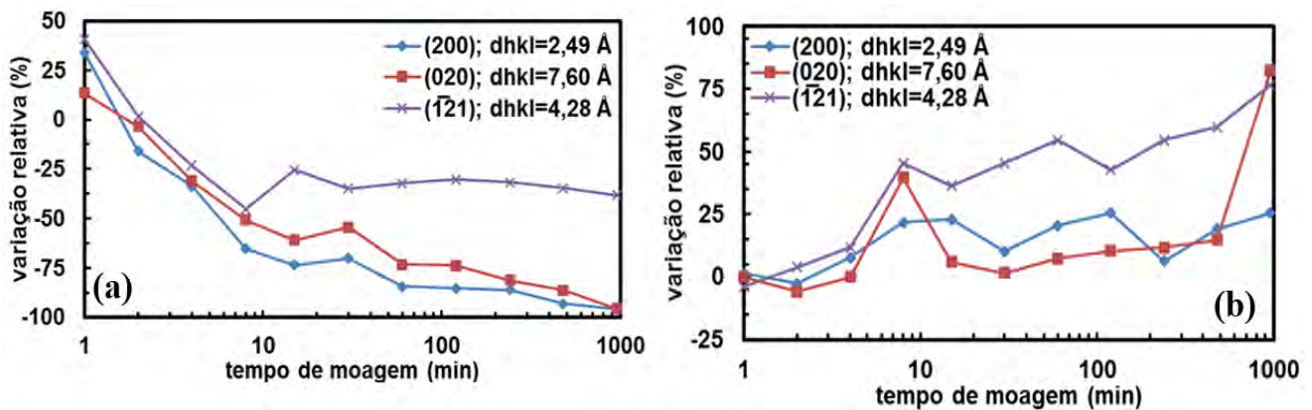 50
25
0
-25
-50
-75
-100
variação relativa (%)
(200); dhkl=2,49 Å
(020); dhkl=7,60 Å
(1̅21); dhkl=4,28 Å
(a)
1
10
100
1000
tempo de moagem (min)
100
75
50
25
0
-25
variação relativa (%)
(200); dhkl=2,49 Å
(020); dhkl=7,60 Å
(1̅21); dhkl=4,28 Å
(b)
1
10
100
1000
tempo de moagem (min)